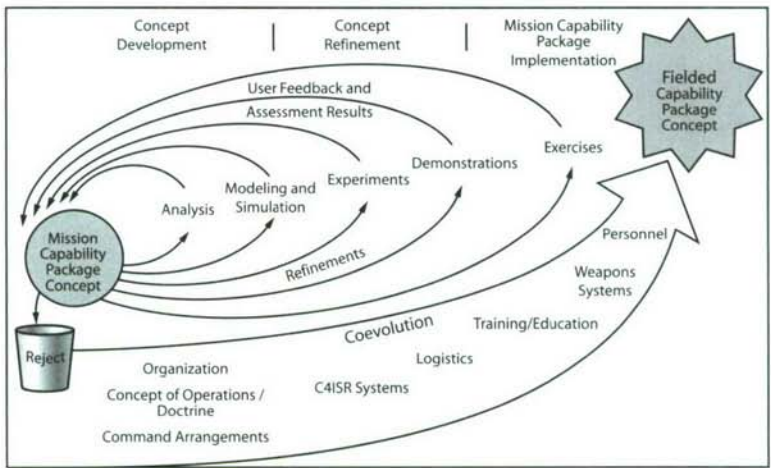 Concept
Development
Concept
Refinement
Mission Capability
Package
Implementation
Fielded
Capability
Package
Concept
User Feedback and
Assessment Results
Exercises
Demonstrations
Experiments
Modeling and
Simulation
Analysis
Mission
Capability
Package
Concept
Refinements
Personnel
Weapons
Systems
Reject
Coevolution
Training/Education
Logistics
Organization
C4ISR Systems
Concept of Operations /
Doctrine
Command Arrangements